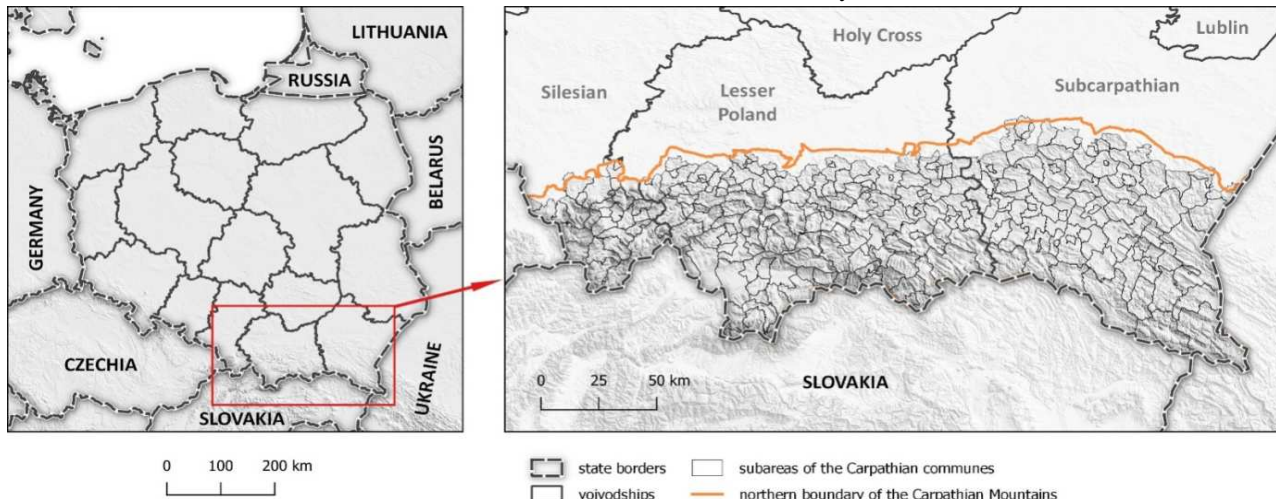 LITHUANIA
RUSSIA
BELARUS
GERMANY
CZECHIA
UKRAINE
SLOVAKIA
0 100 200 km
Holy Cross
Lublin
Silesian
Lesser
Poland
Subcarpathian
0 25 50 km
SLOVAKIA
state borders
subareas of the Carpathian communes
voivodships
northern boundary of the Carpathian Mountains